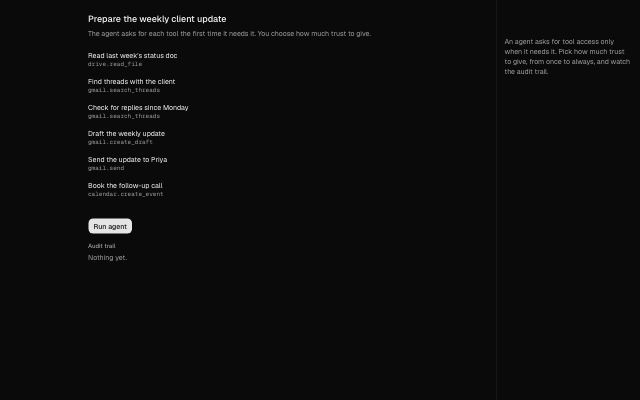 Prepare the weekly client update
The agent asks for each tool the first time it needs it. You choose how much trust to give.
Read last week's status doc
drive.read_file
Find threads with the client
gmail.search_threads
Check for replies since Monday
gmail.search_threads
Draft the weekly update
gmail.create_draft
Send the update to Priya
gmail.send
Book the follow-up call
calendar.create_event
Run agent
Audit trail
Nothing yet.
An agent asks for tool access only
when it needs it. Pick how much trust
to give, from once to always, and watch
the audit trail.